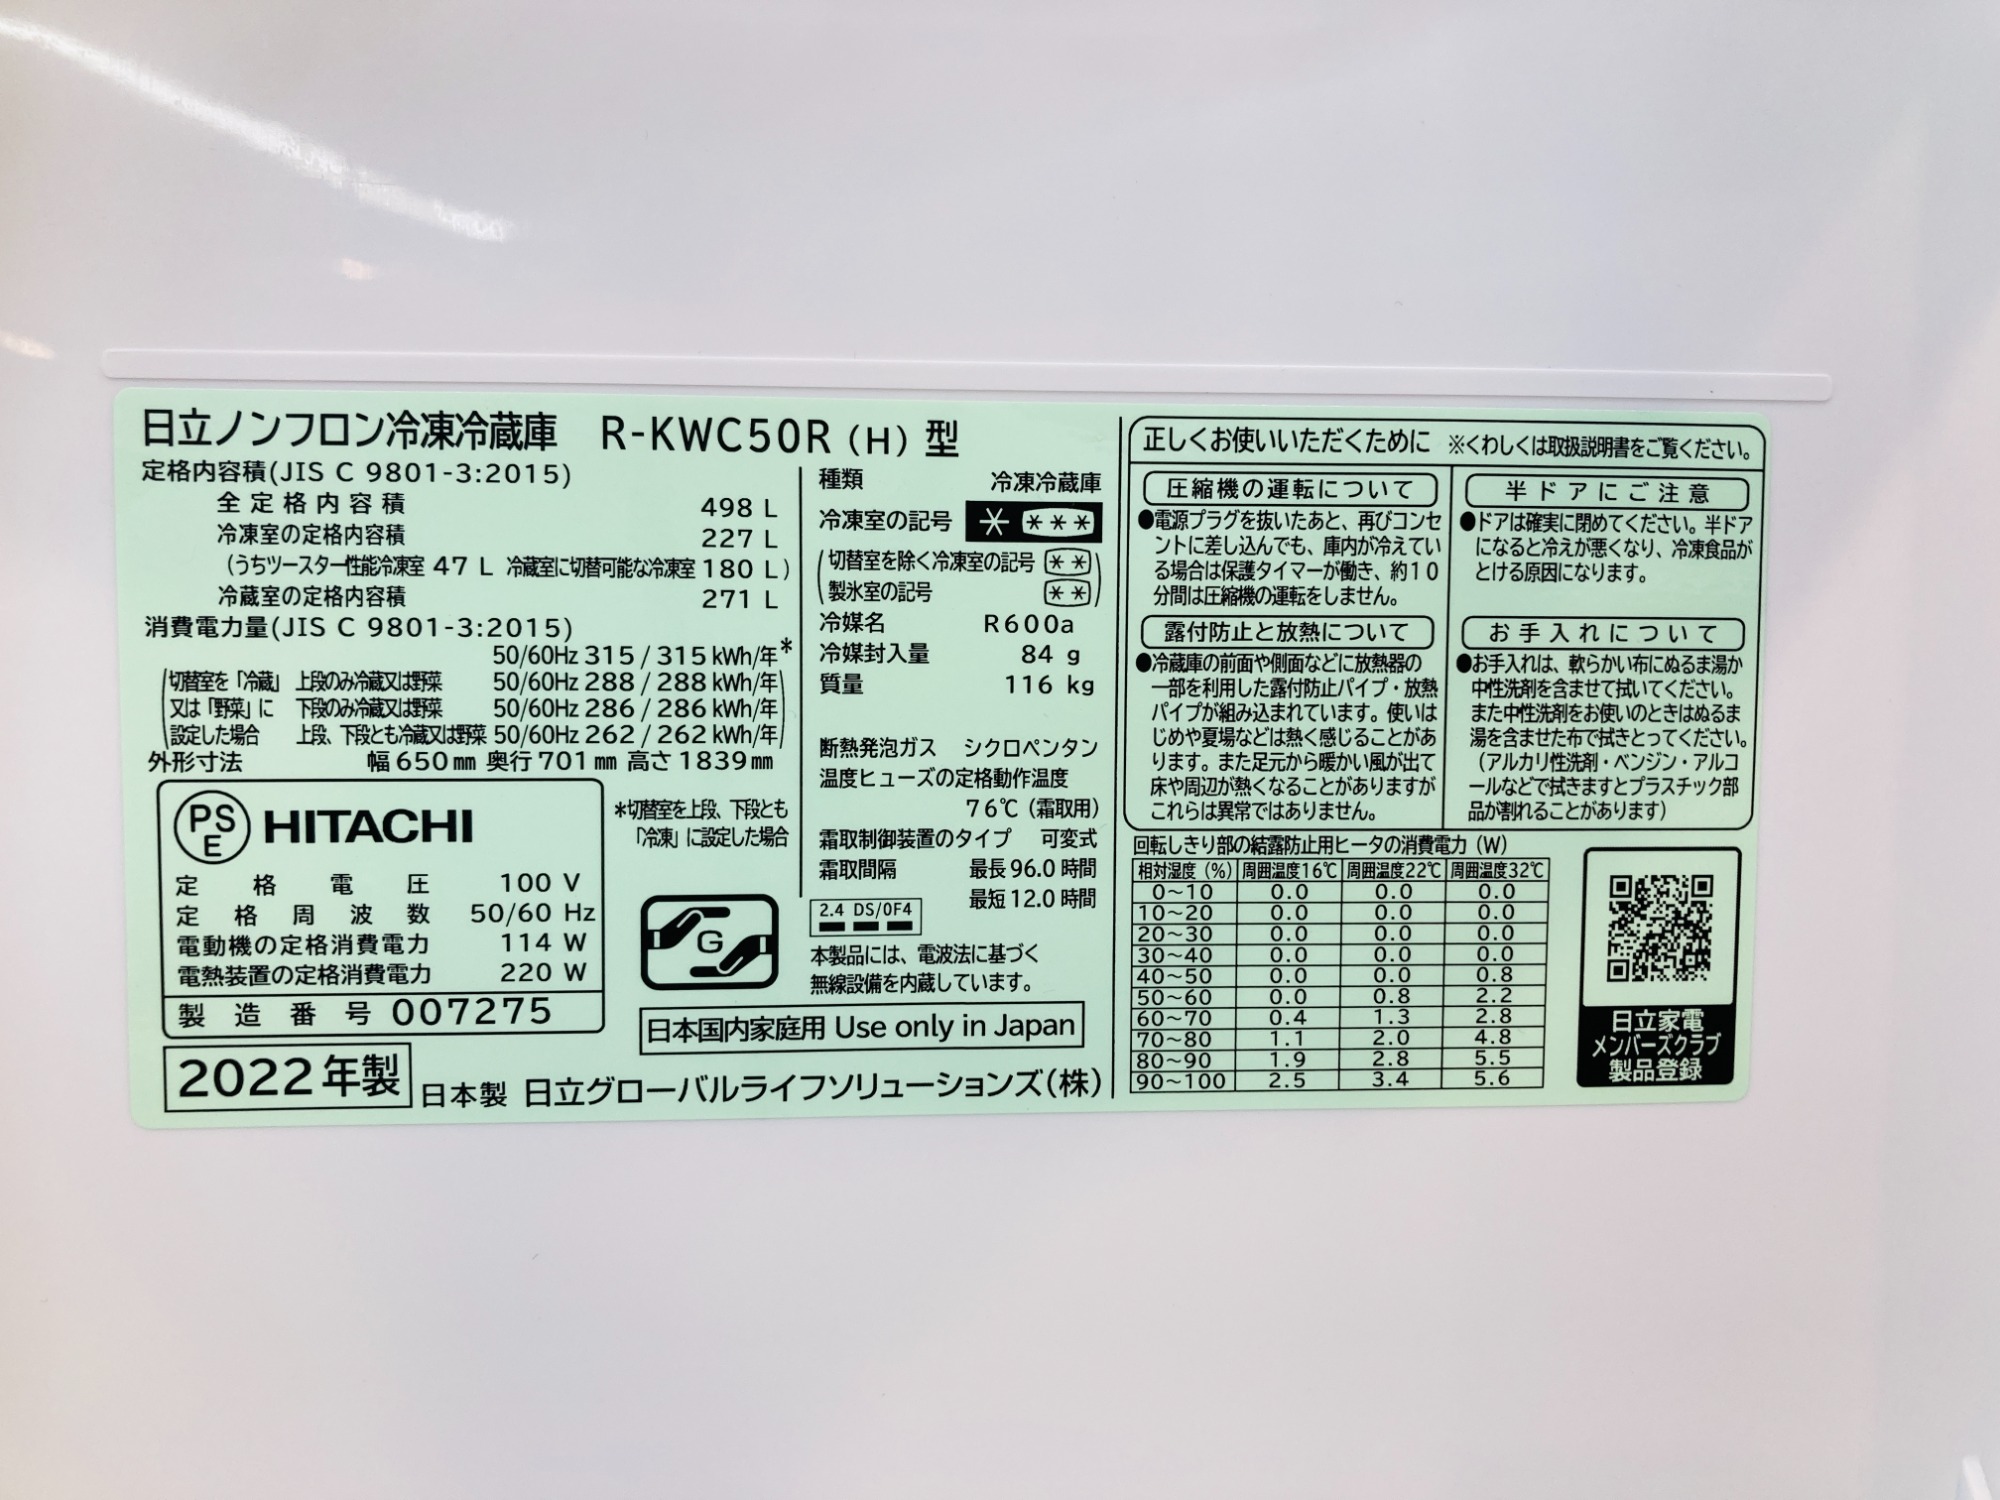 日立ノンフロン冷凍冷蔵庫 R-KWC50R (H) 型
定格内容積(JIS C 9801-3:2015)
全定格内容積 498 L
冷凍室の定格内容積 227 L
(うちツースター性能冷凍室 47 L 冷蔵室に切替可能な冷凍室 180 L)
冷蔵室の定格内容積 271 L
消費電力量(JIS C 9801-3:2015)
50/60Hz 315 / 315 kWh/年*
切替室を「冷蔵」 上段のみ冷蔵又は野菜 50/60Hz 288 / 288 kWh/年
又は「野菜」に 下段のみ冷蔵又は野菜 50/60Hz 286 / 286 kWh/年
設定した場合 上段、下段とも冷蔵又は野菜 50/60Hz 262 / 262 kWh/年
外形寸法 幅 650 mm 奥行 701 mm 高さ 1839 mm
PS
E
HITACHI
定格電圧 100 V
定格周波数 50/60 Hz
電動機の定格消費電力 114 W
電熱装置の定格消費電力 220 W
製造番号 007275
*切替室を上段、下段とも
「冷凍」に設定した場合
G
2022年製
日本製 日立グローバルライフソリューションズ(株)
種類 冷凍冷蔵庫
冷凍室の記号 * ***
(切替室を除く冷凍室の記号 **)
(製氷室の記号 **)
冷媒名 R600a
冷媒封入量 84 g
質量 116 kg
断熱発泡ガス シクロペンタン
温度ヒューズの定格動作温度
76℃ (霜取用)
霜取制御装置のタイプ 可変式
霜取間隔 最長 96.0 時間
最短 12.0 時間
2.4 DS/OF4
本製品には、電波法に基づく
無線設備を内蔵しています。
日本国内家庭用 Use only in Japan
正しくお使いいただくために ※くわしくは取扱説明書をご覧ください。
圧縮機の運転について
●電源プラグを抜いたあと、再びコンセ
ントに差し込んでも、庫内が冷えてい
る場合は保護タイマーが働き、約10
分間は圧縮機の運転をしません。
半ドアにご注意
●ドアは確実に閉めてください。半ドア
になると冷えが悪くなり、冷凍食品が
とける原因になります。
露付防止と放熱について
●冷蔵庫の前面や側面などに放熱器の
一部を利用した露付防止パイプ・放熱
パイプが組み込まれています。使いは
じめや夏場などは熱く感じることがあ
ります。また足元から暖かい風が出て
床や周辺が熱くなることがありますが
これらは異常ではありません。
お手入れについて
●お手入れは、軟らかい布にぬるま湯か
中性洗剤を含ませて拭いてください。
また中性洗剤をお使いのときはぬるま
湯を含ませた布で拭きとってください。
(アルカリ性洗剤・ベンジン・アルコ
ールなどで拭きますとプラスチック部
品が割れることがあります)
回転しきり部の結露防止用ヒータの消費電力 (W)
相対湿度 (%) 周囲温度16℃ 周囲温度22℃ 周囲温度32℃
0~10 0.0 0.0 0.0
10~20 0.0 0.0 0.0
20~30 0.0 0.0 0.0
30~40 0.0 0.0 0.0
40~50 0.0 0.0 0.8
50~60 0.0 0.8 2.2
60~70 0.4 1.3 2.8
70~80 1.1 2.0 4.8
80~90 1.9 2.8 5.5
90~100 2.5 3.4 5.6
日立家電
メンバーズクラブ
製品登録